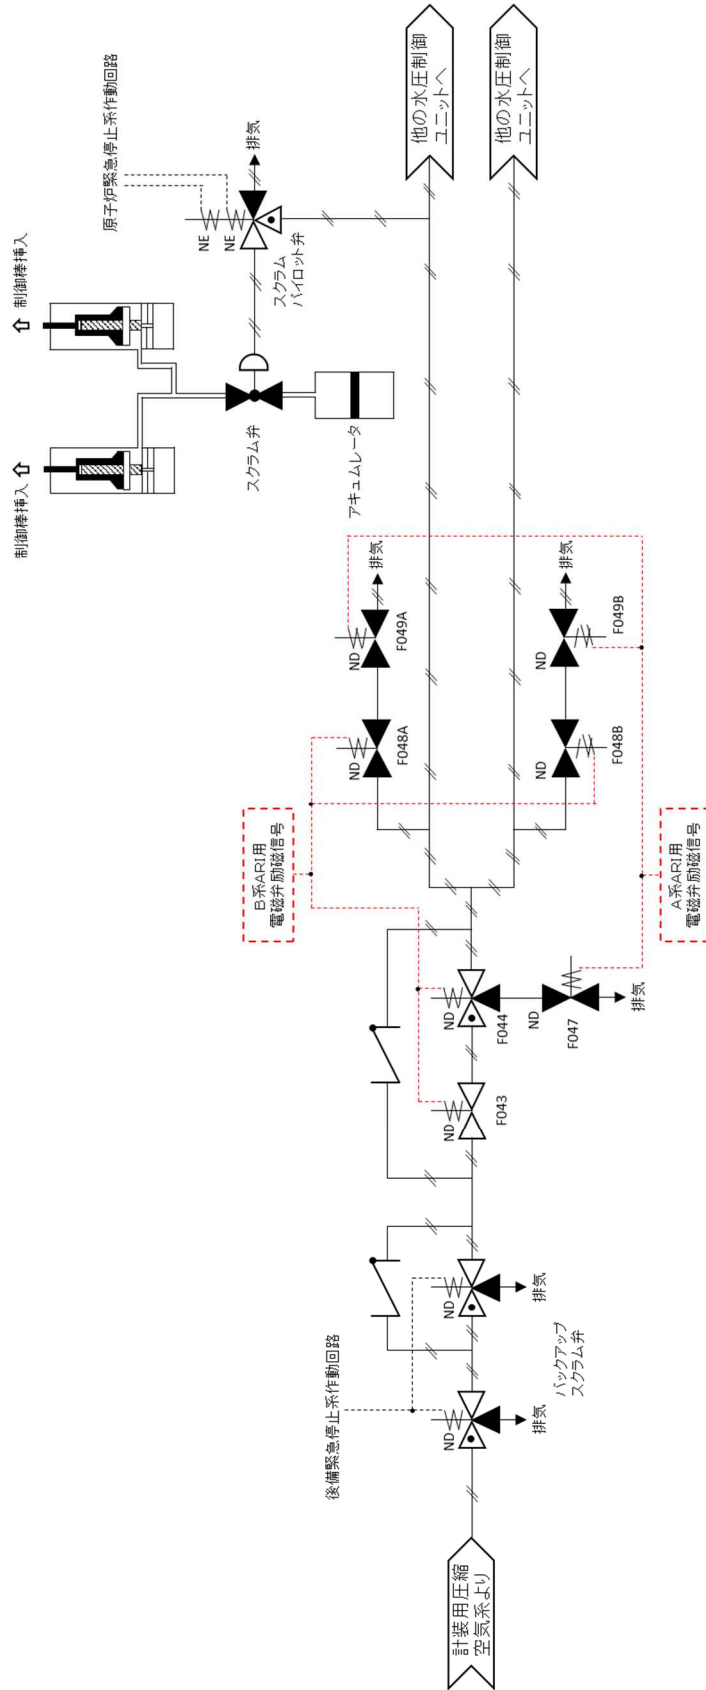 計装用圧縮
空気系より
後備緊急停止系作動回路
ND
排気
ND
排気
バックアップ
スクラム弁
ND
F043
ND
F044
ND
F047
排気
B系ARI用
電磁弁励磁信号
A系ARI用
電磁弁励磁信号
ND
F048A
ND
F049A
排気
ND
F048B
ND
F049B
排気
制御棒挿入
制御棒挿入
スクラム弁
アキュムレータ
原子炉緊急停止系作動回路
NE
NE
排気
スクラム
パイロット弁
他の水圧制御
ユニットへ
他の水圧制御
ユニットへ